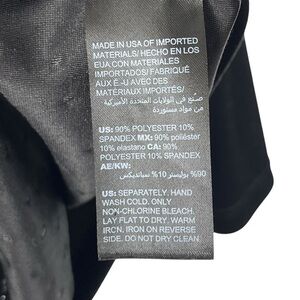 MADE IN USA OF IMPORTED
MATERIALS/ HECHO EN LOS
EUA CON MATERIALES
IMPORTADOS/ FABRIQUÉ
AUX É.-U AVEC DES
MATÉRIAUX IMPORTÉS/
صنع في الولايات المتحدة الأميركية
من مواد مستوردة
US: 90% POLYESTER 10%
SPANDEX MX: 90% poliéster
10% elastano CA: 90%
POLYESTER 10% SPANDEX
AE/KW:
90% بوليستر 10% سبانديكس
US: SEPARATELY. HAND
WASH COLD. ONLY
NON-CHLORINE BLEACH.
LAY FLAT TO DRY. WARM
IRON, IRON ON REVERSE
SIDE. DO NOT DRY CLEAN